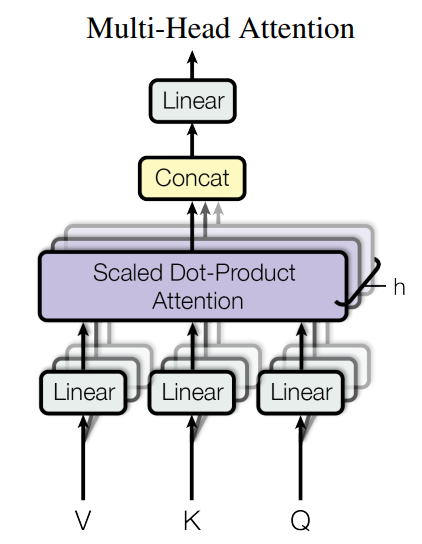 Multi-Head Attention
Linear
Concat
Scaled Dot-Product
Attention
h
Linear Linear Linear
V K Q